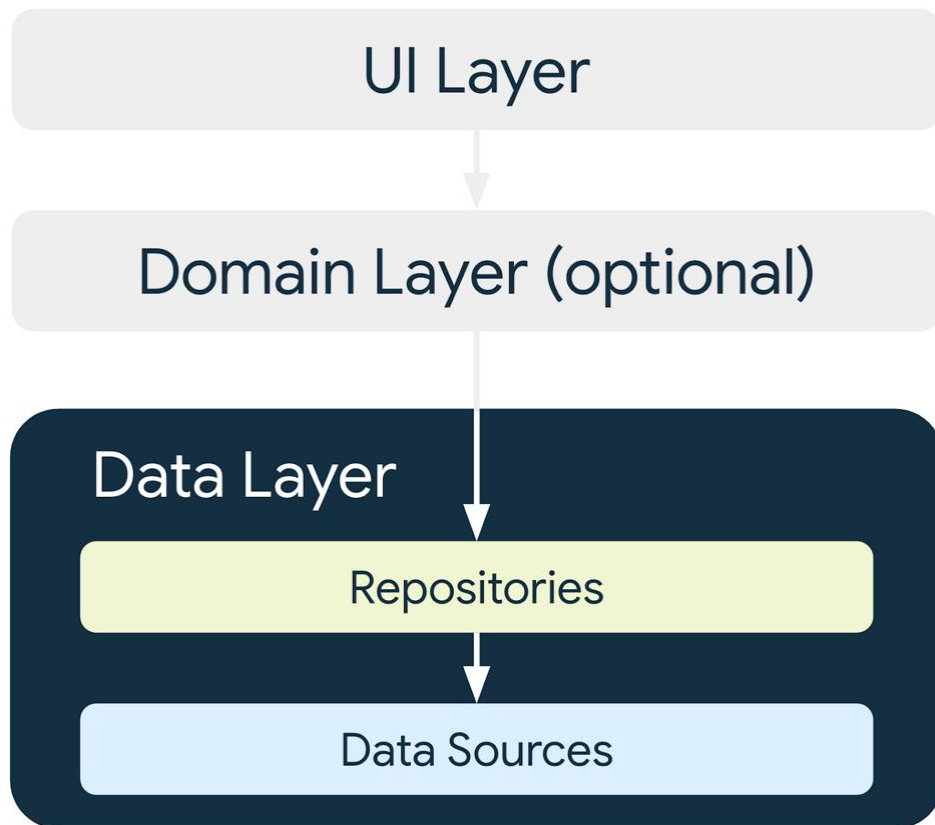 UI Layer
Domain Layer (optional)
Data Layer
Repositories
Data Sources